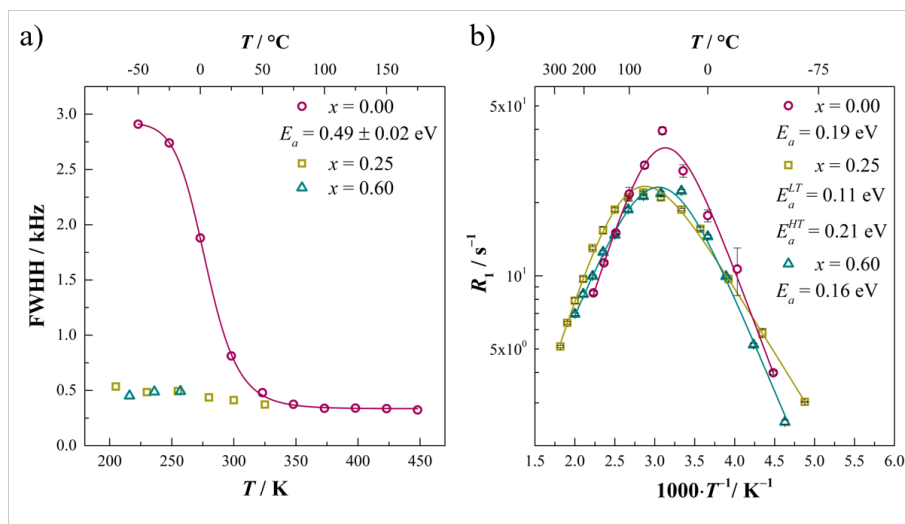 a)
T / °C
-50 0 50 100 150
3.0
2.5
2.0
1.5
1.0
0.5
0.0
FWHH / kHz
x = 0.00
Eₐ = 0.49 ± 0.02 eV
x = 0.25
x = 0.60
200 250 300 350 400 450
T / K
b)
T / °C
300 200 100 0 -75
5x10¹
10¹
5x10⁰
R₁ / s⁻¹
x = 0.00
Eₐ = 0.19 eV
x = 0.25
Eₐᴸᵀ = 0.11 eV
Eₐᴴᵀ = 0.21 eV
x = 0.60
Eₐ = 0.16 eV
1.5 2.0 2.5 3.0 3.5 4.0 4.5 5.0 5.5 6.0
1000·T⁻¹/ K⁻¹